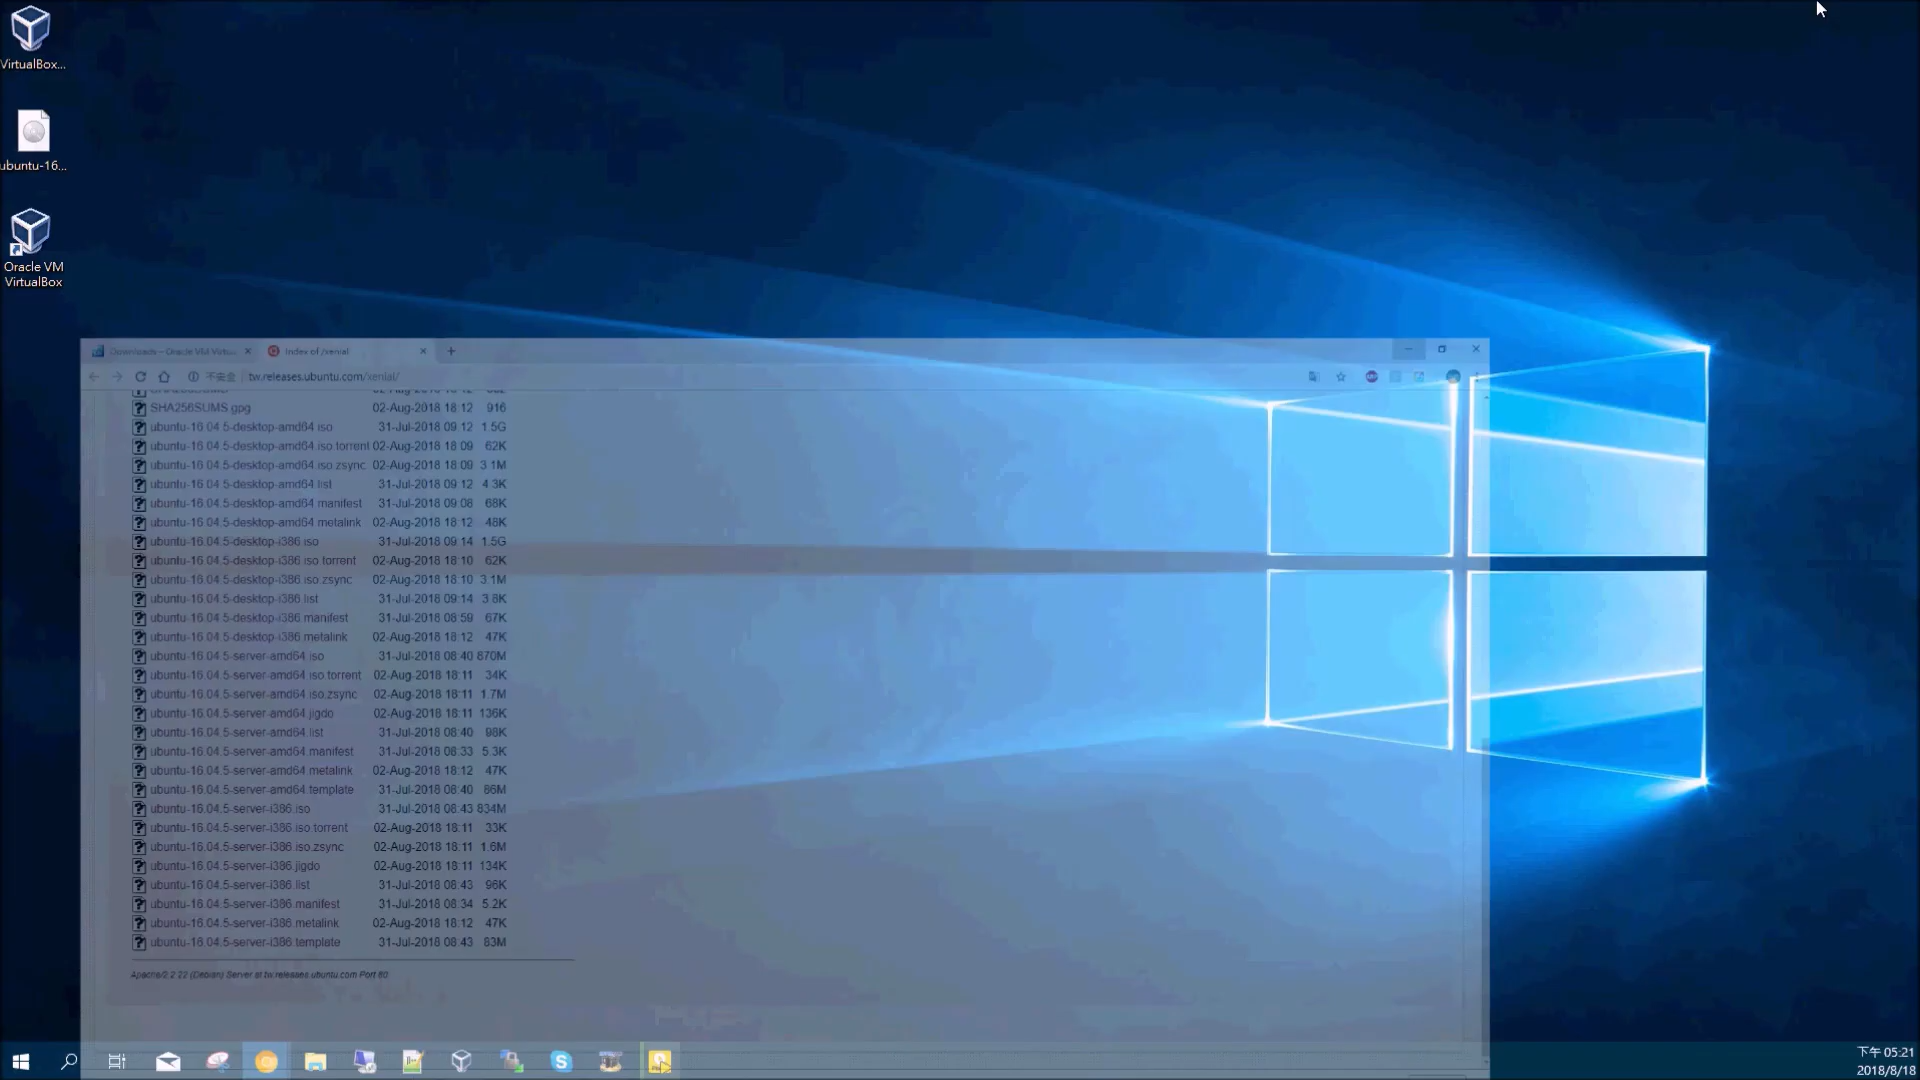 VirtualBox...
ubuntu-16...
Oracle VM
VirtualBox
Downloads – Oracle VM Virtu
Index of /xenial
不安全
tw.releases.ubuntu.com/xenial/
SHA256SUMS.gpg 02-Aug-2018 18:12 916
ubuntu-16.04.5-desktop-amd64.iso 31-Jul-2018 09:12 1.5G
ubuntu-16.04.5-desktop-amd64.iso.torrent 02-Aug-2018 18:09 62K
ubuntu-16.04.5-desktop-amd64.iso.zsync 02-Aug-2018 18:09 3.1M
ubuntu-16.04.5-desktop-amd64.list 31-Jul-2018 09:12 4.3K
ubuntu-16.04.5-desktop-amd64.manifest 31-Jul-2018 09:08 68K
ubuntu-16.04.5-desktop-amd64.metalink 02-Aug-2018 18:12 48K
ubuntu-16.04.5-desktop-i386.iso 31-Jul-2018 09:14 1.5G
ubuntu-16.04.5-desktop-i386.iso.torrent 02-Aug-2018 18:10 62K
ubuntu-16.04.5-desktop-i386.iso.zsync 02-Aug-2018 18:10 3.1M
ubuntu-16.04.5-desktop-i386.list 31-Jul-2018 09:14 3.8K
ubuntu-16.04.5-desktop-i386.manifest 31-Jul-2018 08:59 67K
ubuntu-16.04.5-desktop-i386.metalink 02-Aug-2018 18:12 47K
ubuntu-16.04.5-server-amd64.iso 31-Jul-2018 08:40 870M
ubuntu-16.04.5-server-amd64.iso.torrent 02-Aug-2018 18:11 34K
ubuntu-16.04.5-server-amd64.iso.zsync 02-Aug-2018 18:11 1.7M
ubuntu-16.04.5-server-amd64.jigdo 02-Aug-2018 18:11 136K
ubuntu-16.04.5-server-amd64.list 31-Jul-2018 08:40 98K
ubuntu-16.04.5-server-amd64.manifest 31-Jul-2018 08:33 5.3K
ubuntu-16.04.5-server-amd64.metalink 02-Aug-2018 18:12 47K
ubuntu-16.04.5-server-amd64.template 31-Jul-2018 08:40 86M
ubuntu-16.04.5-server-i386.iso 31-Jul-2018 08:43 834M
ubuntu-16.04.5-server-i386.iso.torrent 02-Aug-2018 18:11 33K
ubuntu-16.04.5-server-i386.iso.zsync 02-Aug-2018 18:11 1.6M
ubuntu-16.04.5-server-i386.jigdo 02-Aug-2018 18:11 134K
ubuntu-16.04.5-server-i386.list 31-Jul-2018 08:43 96K
ubuntu-16.04.5-server-i386.manifest 31-Jul-2018 08:34 5.2K
ubuntu-16.04.5-server-i386.metalink 02-Aug-2018 18:12 47K
ubuntu-16.04.5-server-i386.template 31-Jul-2018 08:43 83M
Apache/2.2.22 (Debian) Server at tw.releases.ubuntu.com Port 80
下午 05:21
2018/8/18